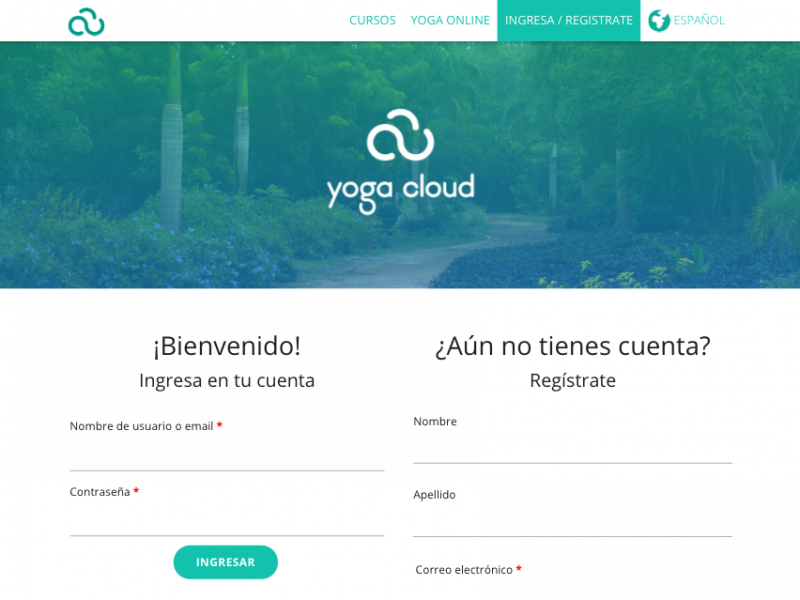 CURSOS YOGA ONLINE INGRESA / REGISTRATE ESPAÑOL
yoga cloud
¡Bienvenido!
Ingresa en tu cuenta
Nombre de usuario o email *
Contraseña *
INGRESAR
¿Aún no tienes cuenta?
Regístrate
Nombre
Apellido
Correo electrónico *